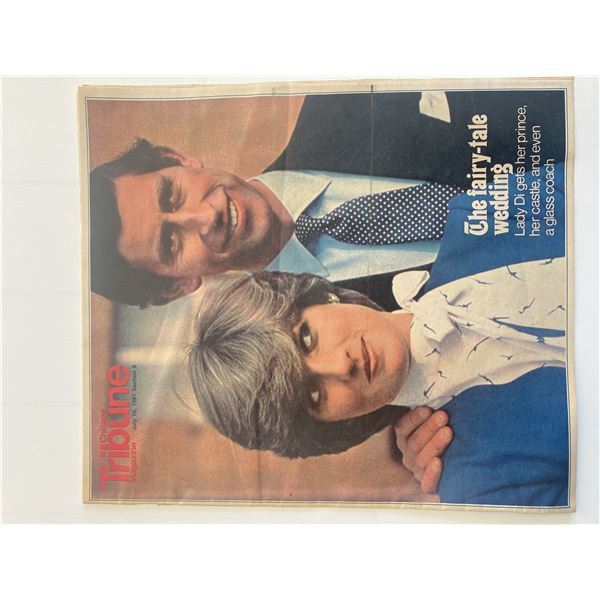 Chicago
Tribune
Magazine
July 1981 Section 9
The fairy-tale
wedding
Lady Di gets her prince,
her castle, and even
a glass coach